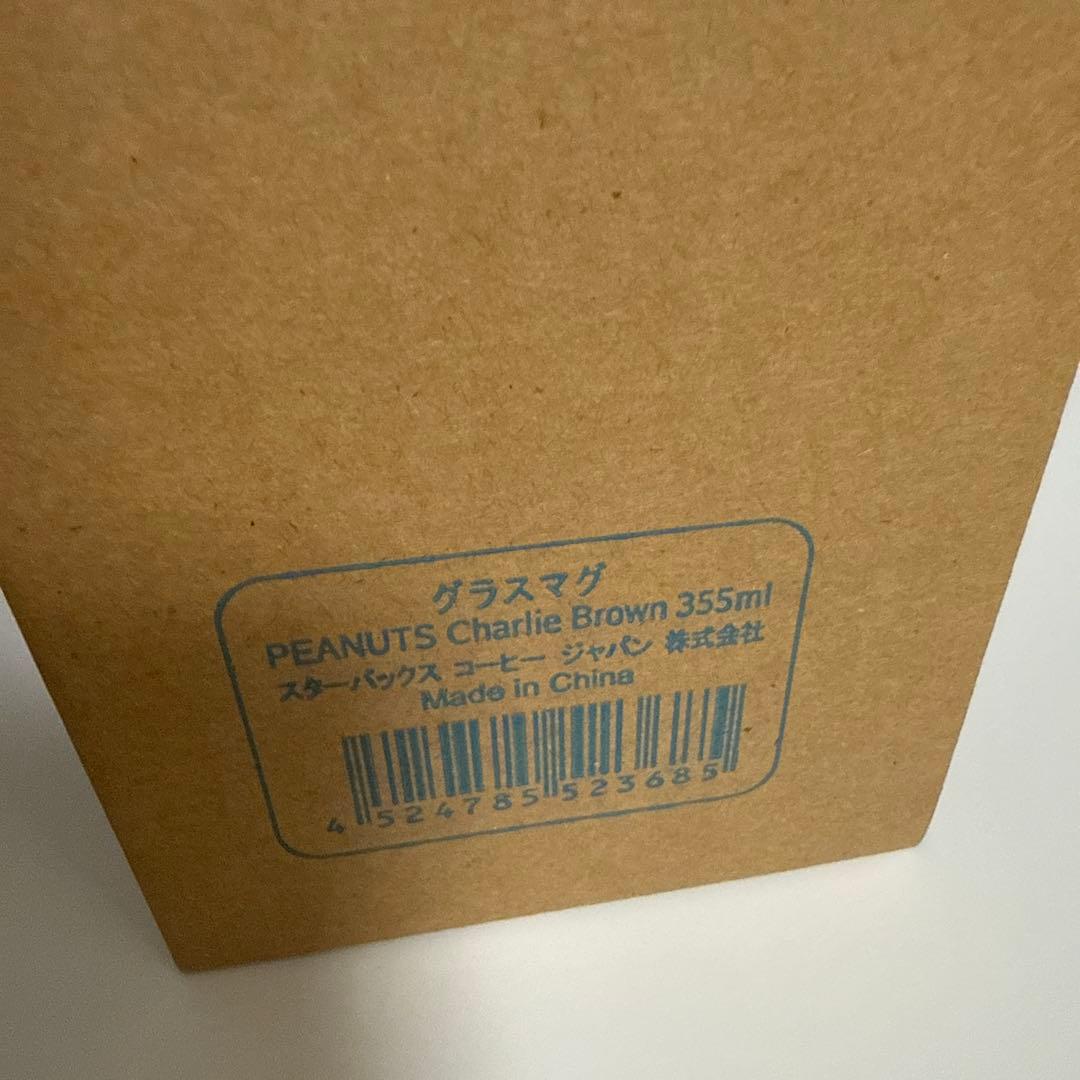 グラスマグ
PEANUTS Charlie Brown 355ml
スターバックス コーヒー ジャパン 株式会社
Made in China
4 524785 523685